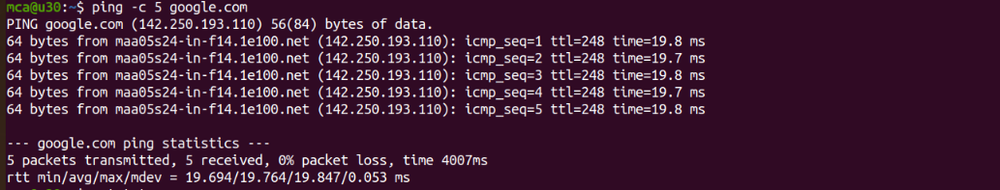 mca@u30:~$ ping -c 5 google.com
PING google.com (142.250.193.110) 56(84) bytes of data.
64 bytes from maa05s24-in-f14.1e100.net (142.250.193.110): icmp_seq=1 ttl=248 time=19.8 ms
64 bytes from maa05s24-in-f14.1e100.net (142.250.193.110): icmp_seq=2 ttl=248 time=19.7 ms
64 bytes from maa05s24-in-f14.1e100.net (142.250.193.110): icmp_seq=3 ttl=248 time=19.8 ms
64 bytes from maa05s24-in-f14.1e100.net (142.250.193.110): icmp_seq=4 ttl=248 time=19.7 ms
64 bytes from maa05s24-in-f14.1e100.net (142.250.193.110): icmp_seq=5 ttl=248 time=19.8 ms

--- google.com ping statistics ---
5 packets transmitted, 5 received, 0% packet loss, time 4007ms
rtt min/avg/max/mdev = 19.694/19.764/19.847/0.053 ms